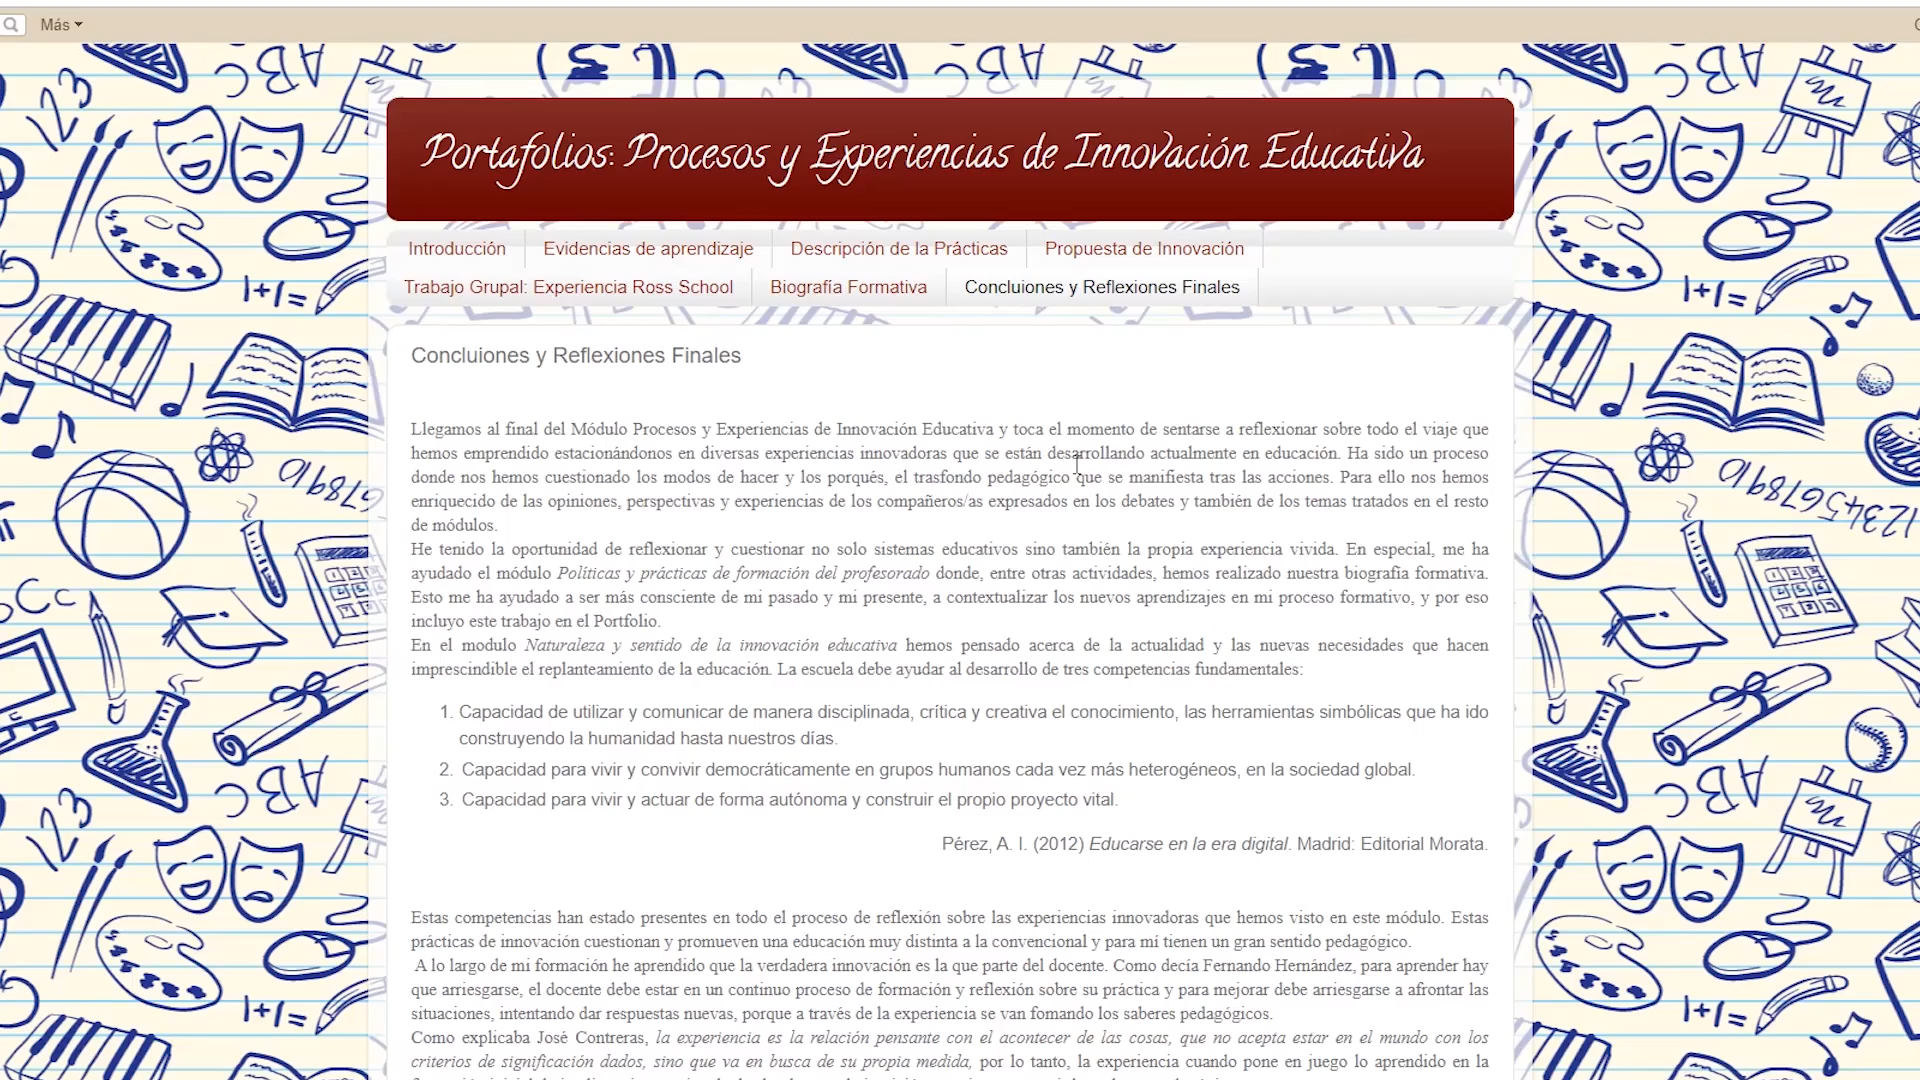 Más
Portafolios: Procesos y Experiencias de Innovación Educativa
Introducción
Evidencias de aprendizaje
Descripción de la Prácticas
Propuesta de Innovación
Trabajo Grupal: Experiencia Ross School
Biografía Formativa
Concluiones y Reflexiones Finales
Concluiones y Reflexiones Finales
Llegamos al final del Módulo Procesos y Experiencias de Innovación Educativa y toca el momento de sentarse a reflexionar sobre todo el viaje que
hemos emprendido estacionándonos en diversas experiencias innovadoras que se están desarrollando actualmente en educación. Ha sido un proceso
donde nos hemos cuestionado los modos de hacer y los porqués, el trasfondo pedagógico que se manifiesta tras las acciones. Para ello nos hemos
enriquecido de las opiniones, perspectivas y experiencias de los compañeros/as expresados en los debates y también de los temas tratados en el resto
de módulos.
He tenido la oportunidad de reflexionar y cuestionar no solo sistemas educativos sino también la propia experiencia vivida. En especial, me ha
ayudado el módulo Políticas y prácticas de formación del profesorado donde, entre otras actividades, hemos realizado nuestra biografía formativa.
Esto me ha ayudado a ser más consciente de mi pasado y mi presente, a contextualizar los nuevos aprendizajes en mi proceso formativo, y por eso
incluyo este trabajo en el Portfolio.
En el modulo Naturaleza y sentido de la innovación educativa hemos pensado acerca de la actualidad y las nuevas necesidades que hacen
imprescindible el replanteamiento de la educación. La escuela debe ayudar al desarrollo de tres competencias fundamentales:
1. Capacidad de utilizar y comunicar de manera disciplinada, crítica y creativa el conocimiento, las herramientas simbólicas que ha ido
construyendo la humanidad hasta nuestros días.
2. Capacidad para vivir y convivir democráticamente en grupos humanos cada vez más heterogéneos, en la sociedad global.
3. Capacidad para vivir y actuar de forma autónoma y construir el propio proyecto vital.
Pérez, A. I. (2012) Educarse en la era digital. Madrid: Editorial Morata.
Estas competencias han estado presentes en todo el proceso de reflexión sobre las experiencias innovadoras que hemos visto en este módulo. Estas
prácticas de innovación cuestionan y promueven una educación muy distinta a la convencional y para mí tienen un gran sentido pedagógico.
A lo largo de mi formación he aprendido que la verdadera innovación es la que parte del docente. Como decía Fernando Hernández, para aprender hay
que arriesgarse, el docente debe estar en un continuo proceso de formación y reflexión sobre su práctica y para mejorar debe arriesgarse a afrontar las
situaciones, intentando dar respuestas nuevas, porque a través de la experiencia se van fomando los saberes pedagógicos.
Como explicaba José Contreras, la experiencia es la relación pensante con el acontecer de las cosas, que no acepta estar en el mundo con los
criterios de significación dados, sino que va en busca de su propia medida, por lo tanto, la experiencia cuando pone en juego lo aprendido en la